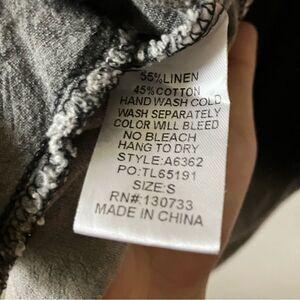 55% LINEN
45% COTTON
HAND WASH COLD
WASH SEPARATELY
COLOR WILL BLEED
NO BLEACH
HANG TO DRY
STYLE:A6362
PO:TL65191
SIZE:S
RN#:130733
MADE IN CHINA